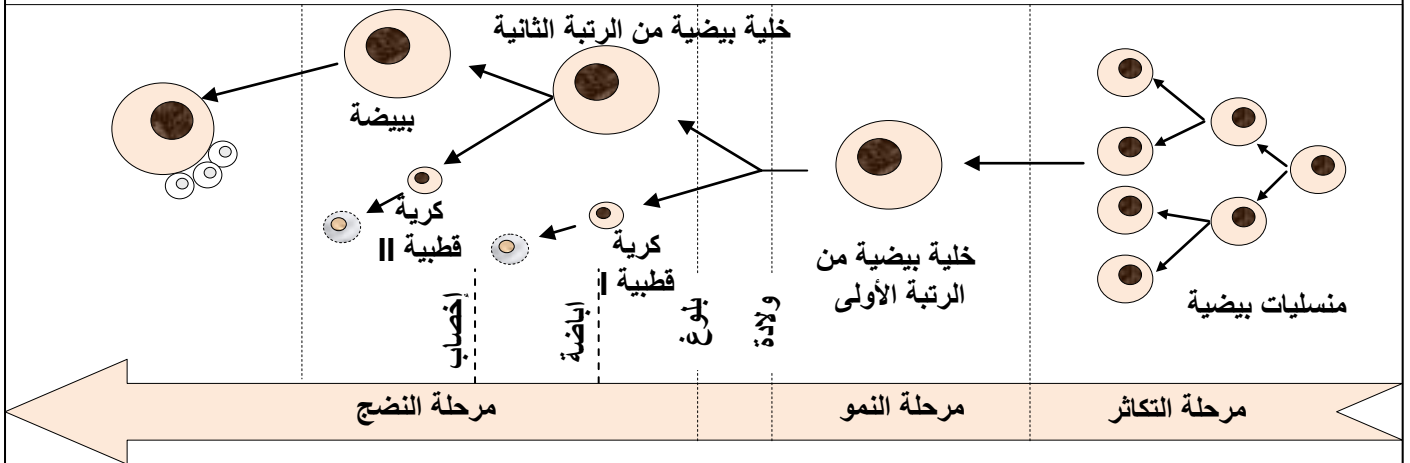 خلية بيضية من الرتبة الثانية
بييضة
كرية
قطبية II
كرية
قطبية I
خلية بيضية من
الرتبة الأولى
منسليات بيضية
إخصاب
اباضة
بلوغ
ولادة
مرحلة التكاثر
مرحلة النمو
مرحلة النضج